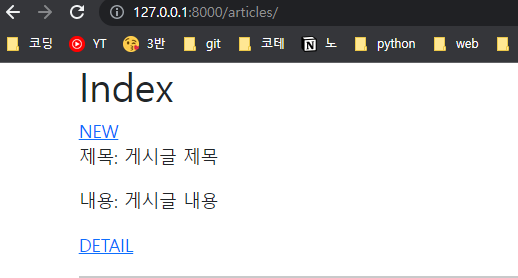 127.0.0.1:8000/articles/
코딩 YT 3반 git 코테 노 python web
Index
NEW
제목: 게시글 제목
내용: 게시글 내용
DETAIL